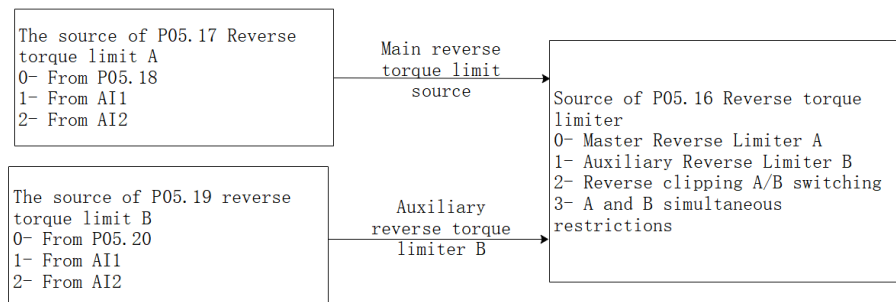 The source of P05.17 Reverse
torque limit A
0- From P05.18
1- From AI1
2- From AI2
Main reverse
torque limit
source
The source of P05.19 reverse
torque limit B
0- From P05.20
1- From AI1
2- From AI2
Auxiliary
reverse torque
limiter B
Source of P05.16 Reverse torque
limiter
0- Master Reverse Limiter A
1- Auxiliary Reverse Limiter B
2- Reverse clipping A/B switching
3- A and B simultaneous
restrictions